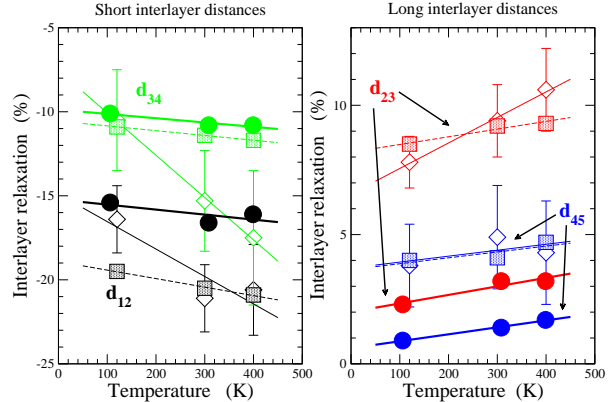 Short interlayer distances
Long interlayer distances
-5
-10
-15
-20
-25
Interlayer relaxation (%)
d34
d12
0 100 200 300 400 500
Temperature (K)
10
5
0
Interlayer relaxation (%)
d23
d45
0 100 200 300 400 500
Temperature (K)